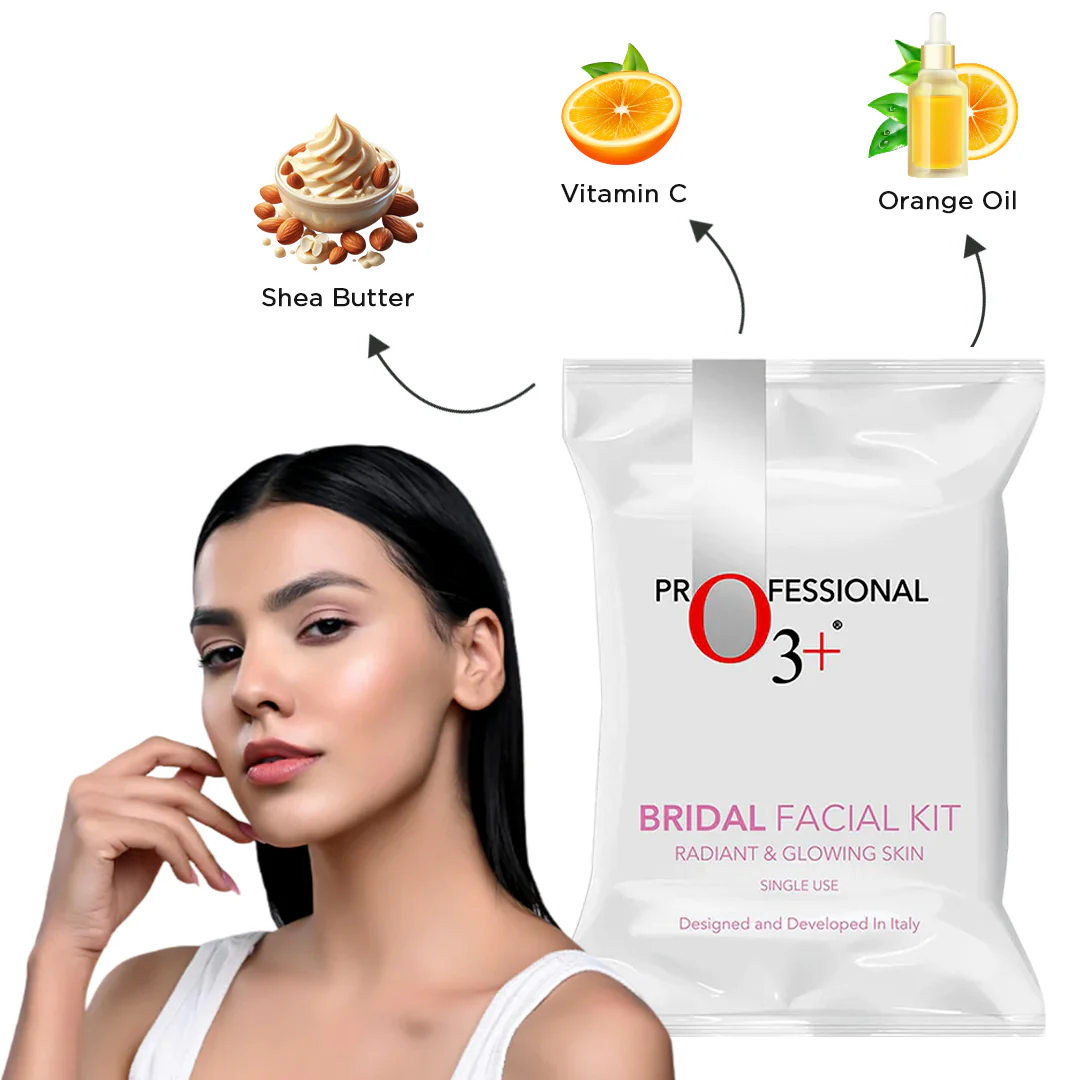 Vitamin C
Orange Oil
Shea Butter
PROFESSIONAL
3+®
BRIDAL FACIAL KIT
RADIANT & GLOWING SKIN
SINGLE USE
Designed and Developed In Italy